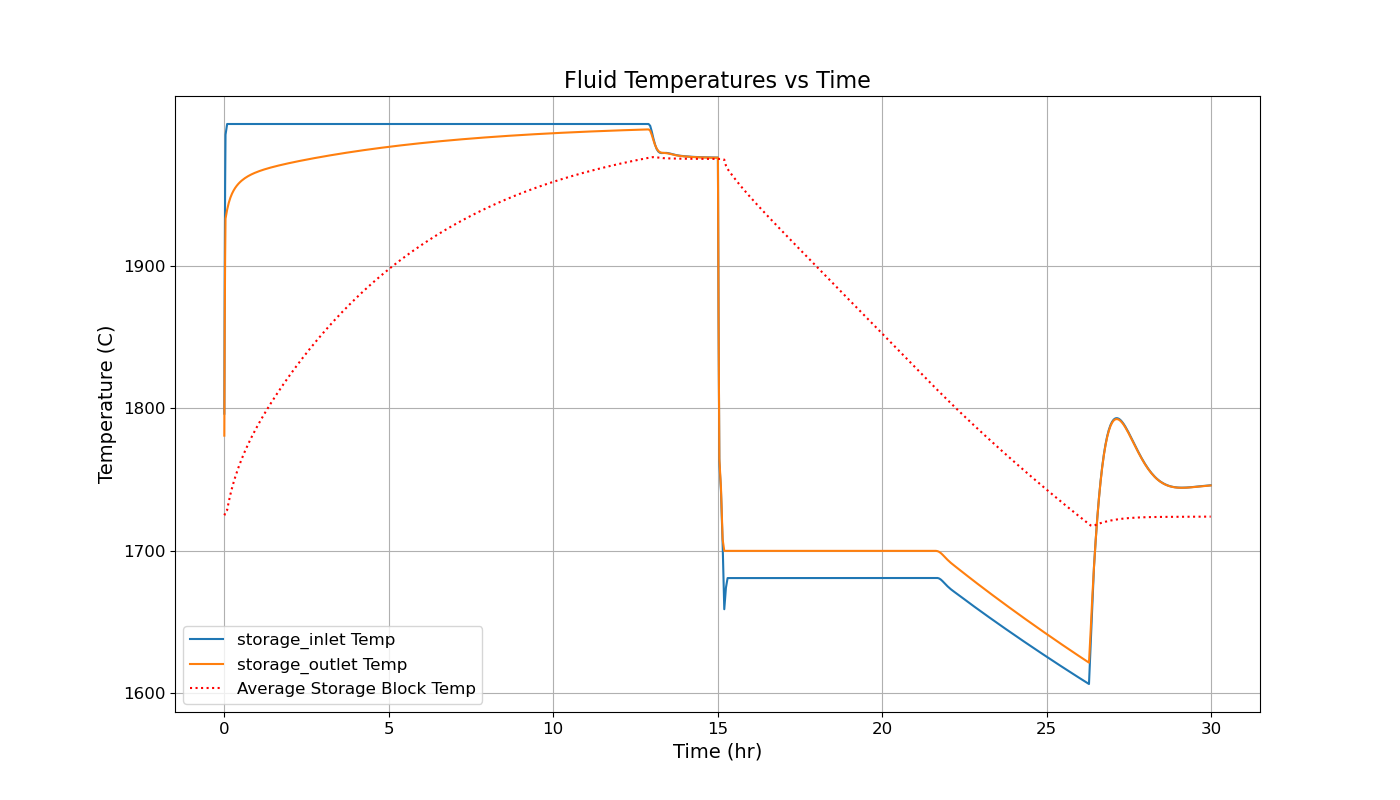 Fluid Temperatures vs Time
Temperature (C)
1900
1800
1700
1600
storage_inlet Temp
storage_outlet Temp
Average Storage Block Temp
0 5 10 15 20 25 30
Time (hr)